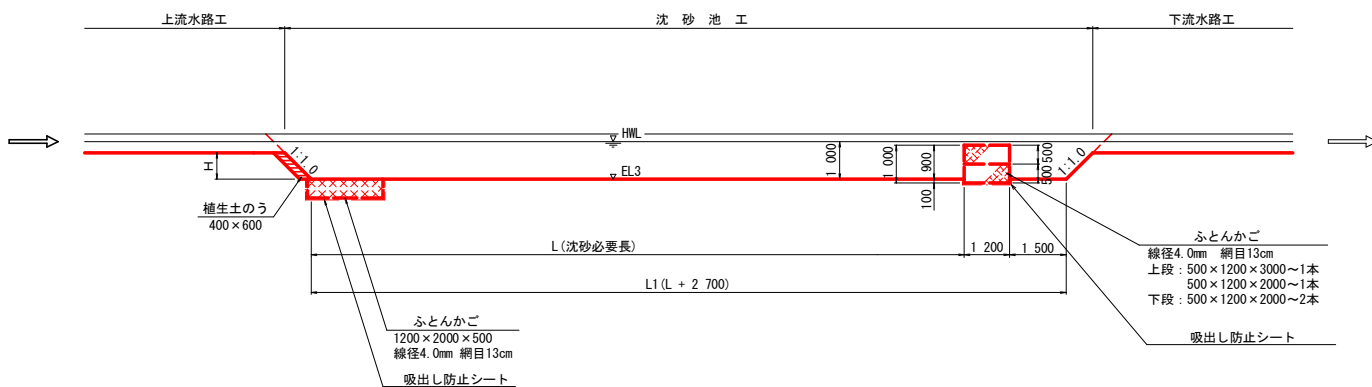 上流水路工
沈 砂 池 工
下流水路工
HWL
1:1.0
H
EL3
1 000
1 000
900
100
500
500
1:1.0
植生土のう
400×600
L(沈砂必要長)
1 200
1 500
L1(L + 2 700)
ふとんかご
線径4.0mm 網目13cm
上段:500×1200×3000~1本
500×1200×2000~1本
下段:500×1200×2000~2本
吸出し防止シート
ふとんかご
1200×2000×500
線径4.0mm 網目13cm
吸出し防止シート